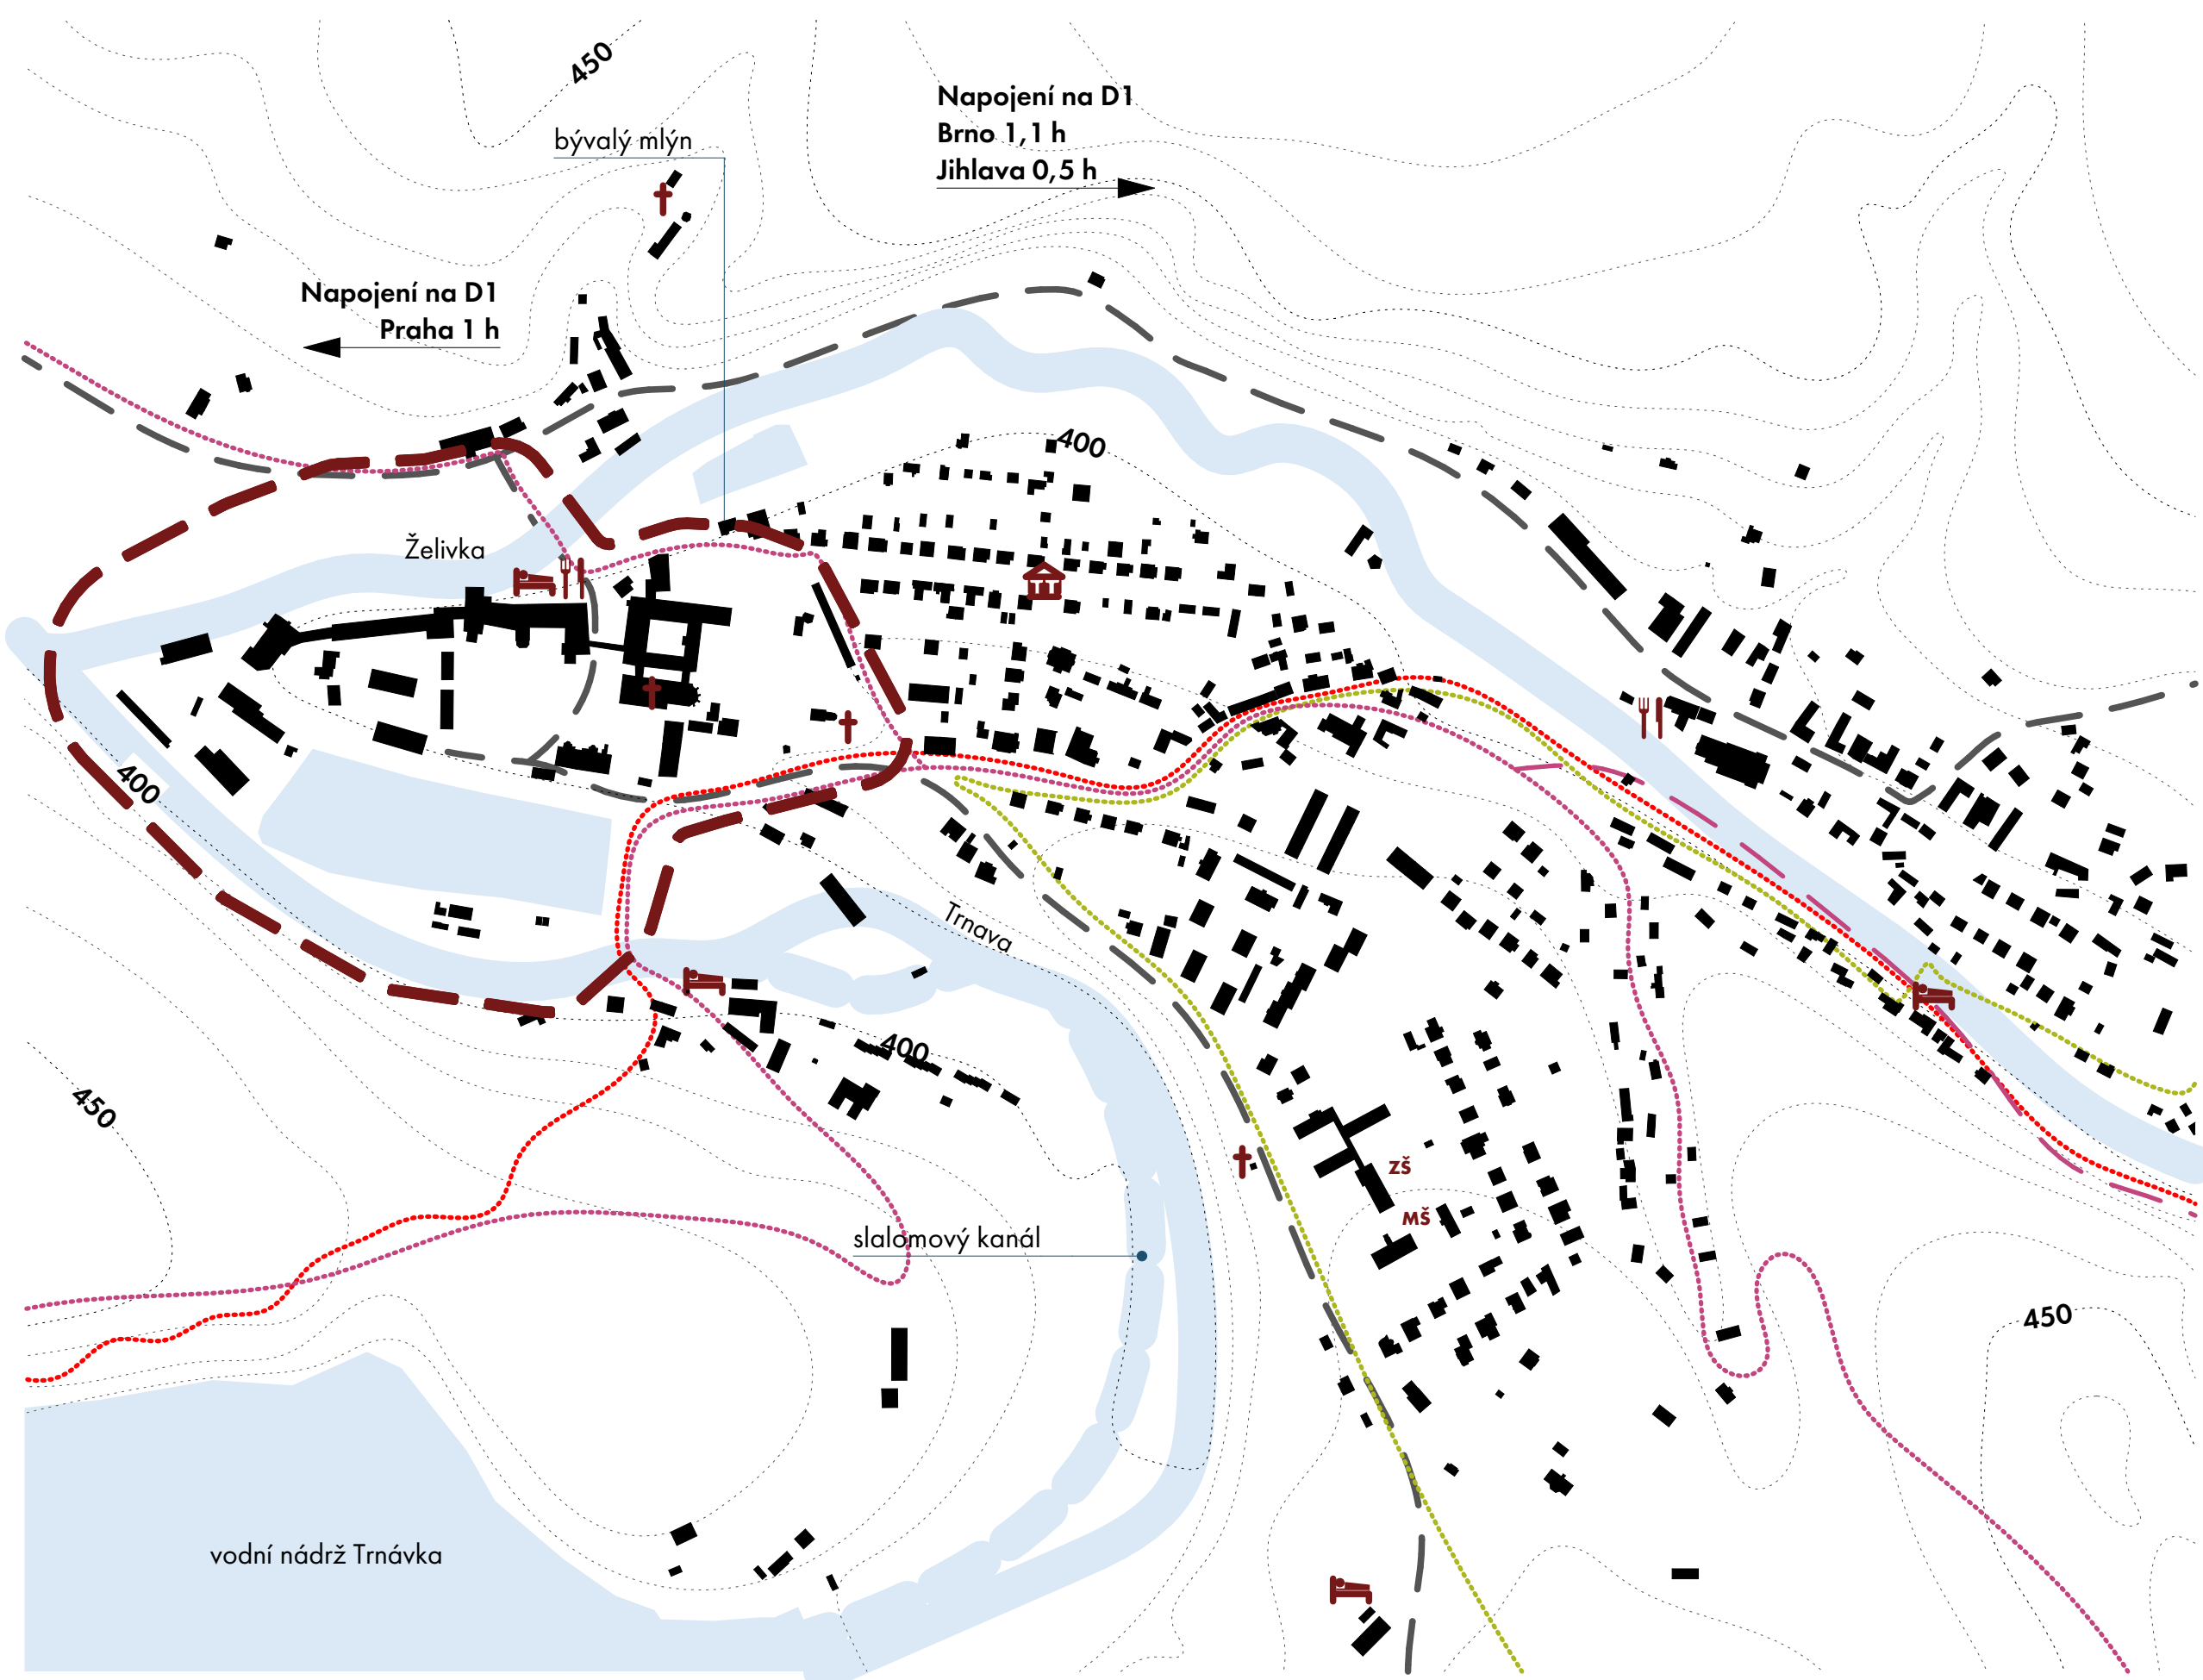 450
Napojení na D1
Brno 1,1 h
Jihlava 0,5 h
bývalý mlýn
Napojení na D1
Praha 1 h
400
Želivka
400
Trnava
400
450
ZŠ
MŠ
slalomový kanál
450
vodní nádrž Trnávka